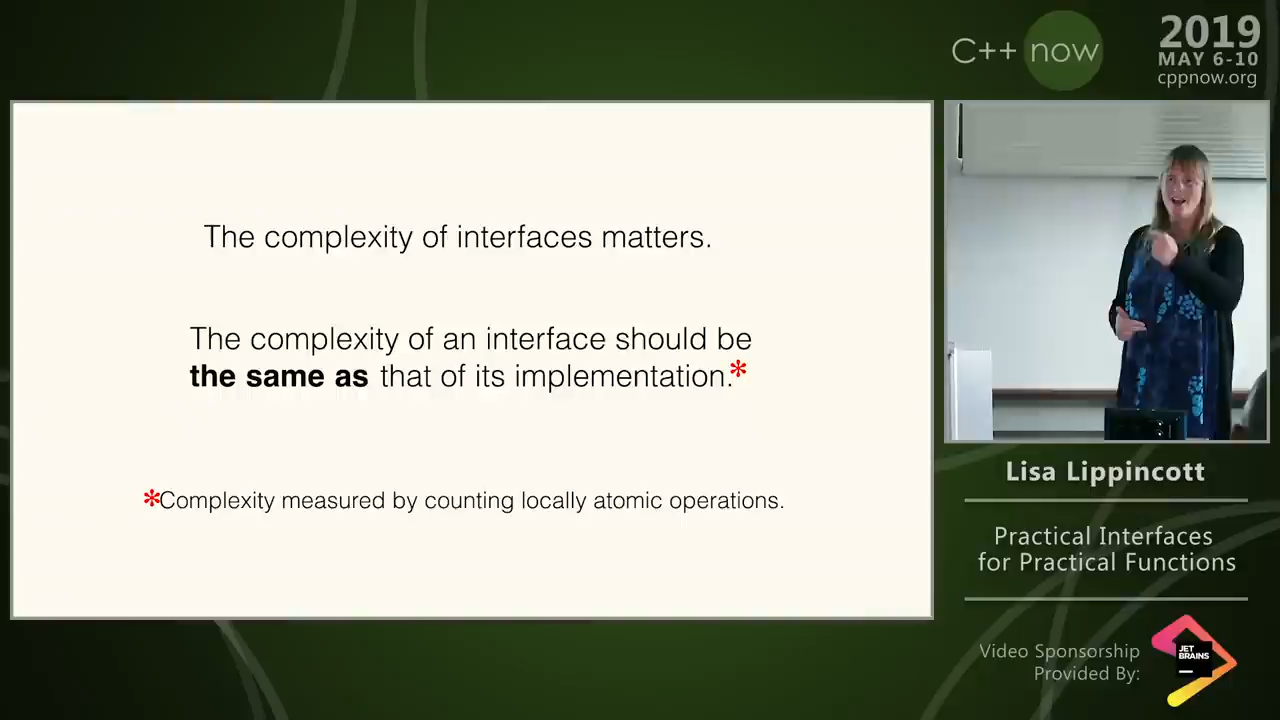 C++ now
2019
MAY 6-10
cppnow.org
The complexity of interfaces matters.
The complexity of an interface should be
the same as that of its implementation.*
*Complexity measured by counting locally atomic operations.
Lisa Lippincott
Practical Interfaces
for Practical Functions
Video Sponsorship
Provided By:
JET
BRAINS